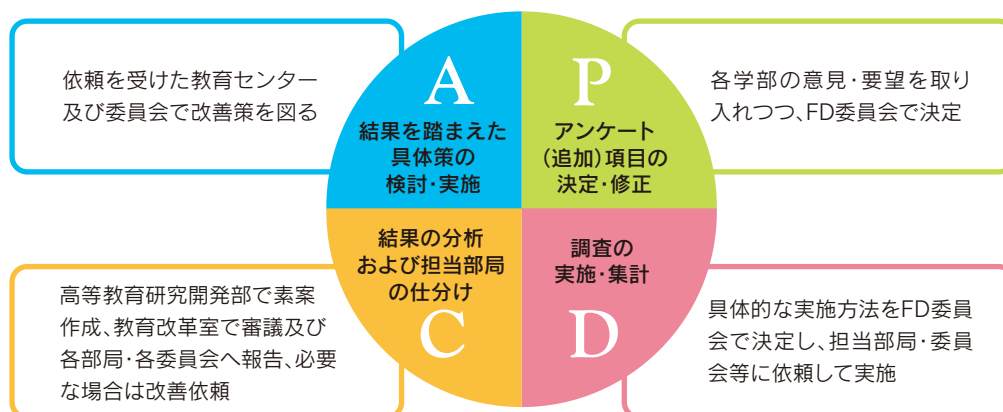 依頼を受けた教育センター
及び委員会で改善策を図る
A
結果を踏まえた
具体策の
検討・実施
P
アンケート
(追加)項目の
決定・修正
各学部の意見・要望を取り
入れつつ、FD委員会で決定
高等教育研究開発部で素案
作成、教育改革室で審議及び
各部局・各委員会へ報告、必要
な場合は改善依頼
結果の分析
および担当部局
の仕分け
C
調査の
実施・集計
D
具体的な実施方法をFD委員
会で決定し、担当部局・委員
会等に依頼して実施